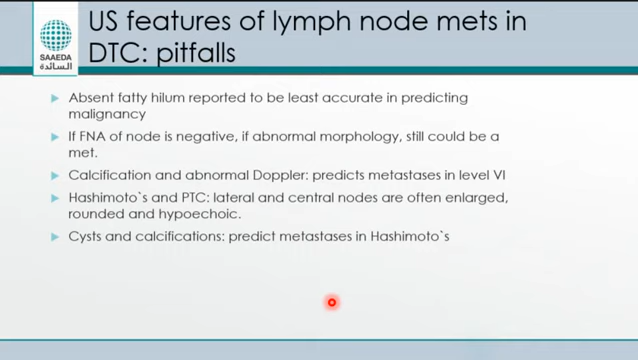 US features of lymph node mets in
DTC: pitfalls
SAAEDA
السائدة
Absent fatty hilum reported to be least accurate in predicting
malignancy
If FNA of node is negative, if abnormal morphology, still could be a
met.
Calcification and abnormal Doppler: predicts metastases in level VI
Hashimoto`s and PTC: lateral and central nodes are often enlarged,
rounded and hypoechoic.
Cysts and calcifications: predict metastases in Hashimoto`s